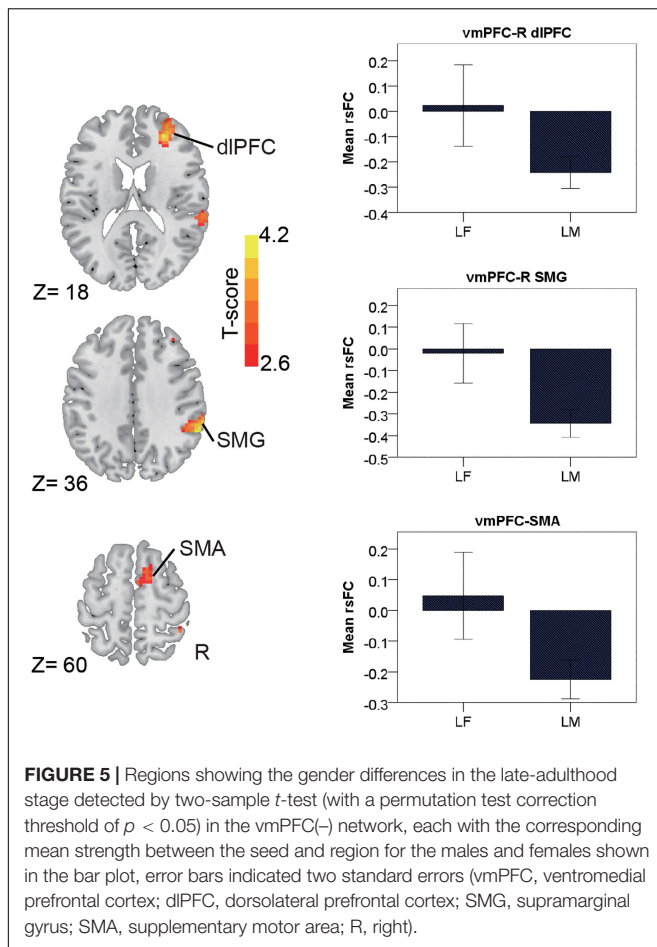 dlPFC
4.2
T-score
2.6
Z= 18
SMG
Z= 36
SMA
R
Z= 60
vmPFC-R dlPFC
Mean rsFC
0.2
0.1
0.0
-0.1
-0.2
-0.3
-0.4
LF
LM
vmPFC-R SMG
Mean rsFC
0.2
0.1
0.0
-0.1
-0.2
-0.3
-0.4
-0.5
LF
LM
vmPFC-SMA
Mean rsFC
0.2
0.1
0.0
-0.1
-0.2
-0.3
LF
LM
FIGURE 5 | Regions showing the gender differences in the late-adulthood
stage detected by two-sample t-test (with a permutation test correction
threshold of p < 0.05) in the vmPFC(–) network, each with the corresponding
mean strength between the seed and region for the males and females shown
in the bar plot, error bars indicated two standard errors (vmPFC, ventromedial
prefrontal cortex; dlPFC, dorsolateral prefrontal cortex; SMG, supramarginal
gyrus; SMA, supplementary motor area; R, right).